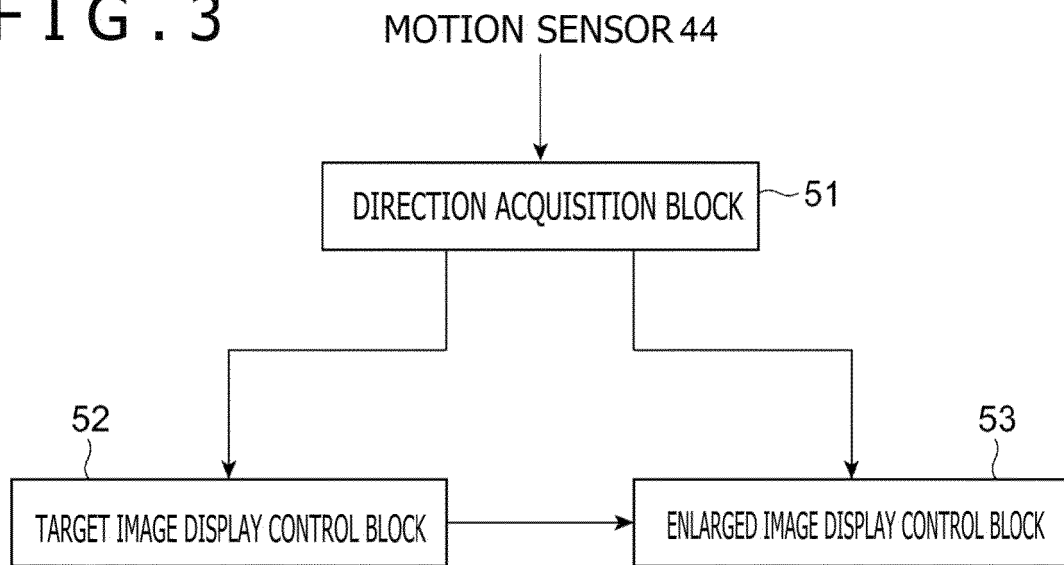 FIG.3
MOTION SENSOR 44
DIRECTION ACQUISITION BLOCK
51
52
53
TARGET IMAGE DISPLAY CONTROL BLOCK
ENLARGED IMAGE DISPLAY CONTROL BLOCK